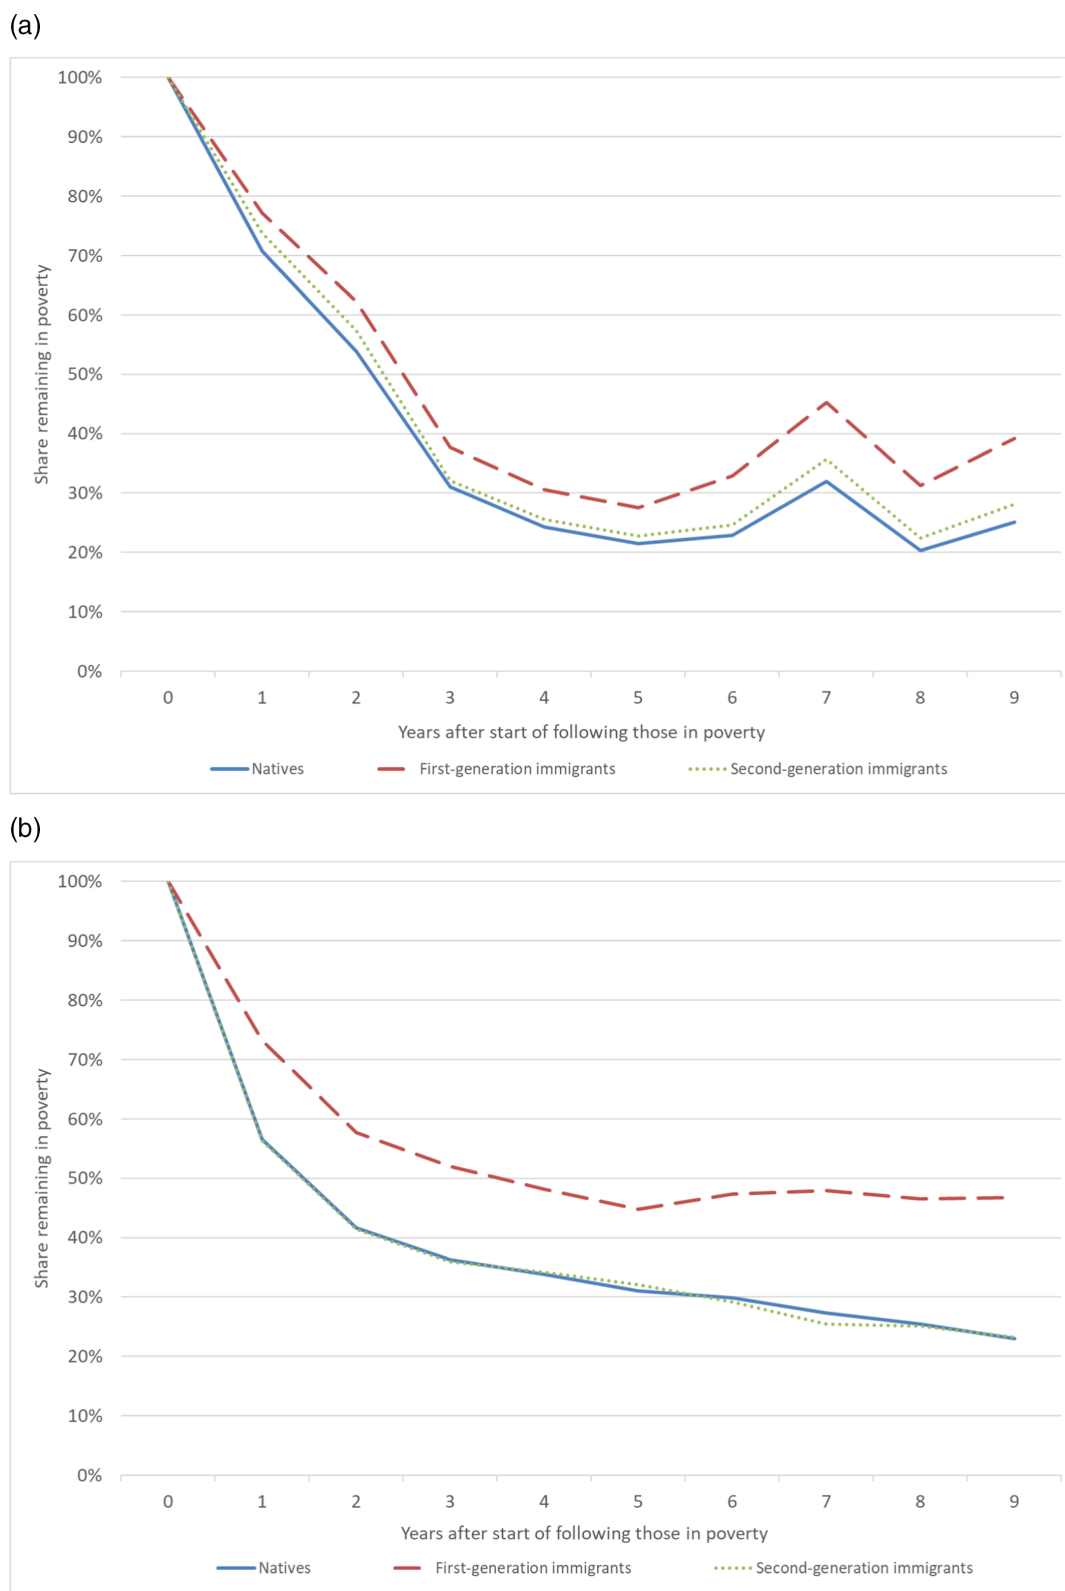 (a)
100%
90%
80%
70%
60%
50%
40%
30%
20%
10%
0%
Share remaining in poverty
0 1 2 3 4 5 6 7 8 9
Years after start of following those in poverty
Natives First-generation immigrants Second-generation immigrants
(b)
100%
90%
80%
70%
60%
50%
40%
30%
20%
10%
0%
Share remaining in poverty
0 1 2 3 4 5 6 7 8 9
Years after start of following those in poverty
Natives First-generation immigrants Second-generation immigrants